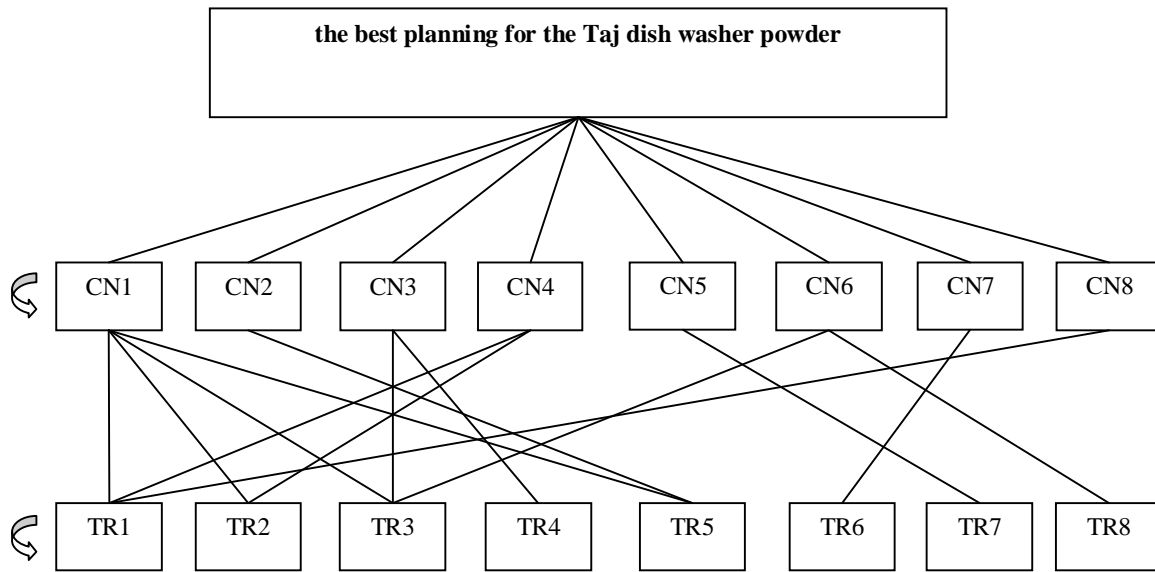 the best planning for the Taj dish washer powder
CN1 CN2 CN3 CN4 CN5 CN6 CN7 CN8
TR1 TR2 TR3 TR4 TR5 TR6 TR7 TR8